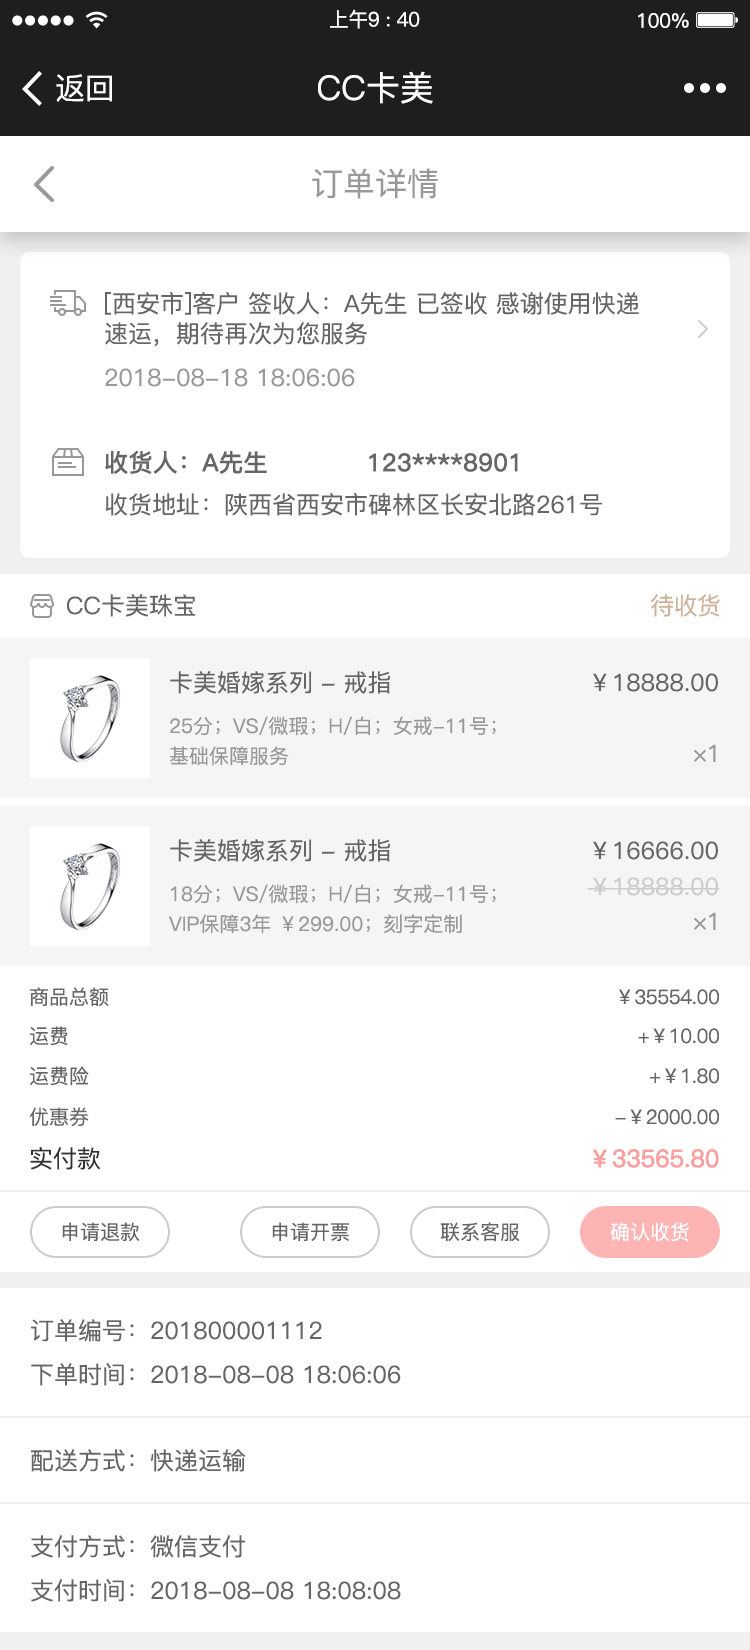 上午9 : 40
100%
返回
CC卡美
订单详情
[西安市]客户 签收人：A先生 已签收 感谢使用快递
速运，期待再次为您服务
2018-08-18 18:06:06
收货人：A先生 123****8901
收货地址：陕西省西安市碑林区长安北路261号
CC卡美珠宝 待收货
卡美婚嫁系列 - 戒指 ¥18888.00
25分；VS/微瑕；H/白；女戒-11号；
基础保障服务 ×1
卡美婚嫁系列 - 戒指 ¥16666.00
¥18888.00
18分；VS/微瑕；H/白；女戒-11号；
VIP保障3年 ¥299.00；刻字定制 ×1
商品总额 ¥35554.00
运费 +¥10.00
运费险 +¥1.80
优惠券 -¥2000.00
实付款 ¥33565.80
申请退款 申请开票 联系客服 确认收货
订单编号：201800001112
下单时间：2018-08-08 18:06:06
配送方式：快递运输
支付方式：微信支付
支付时间：2018-08-08 18:08:08